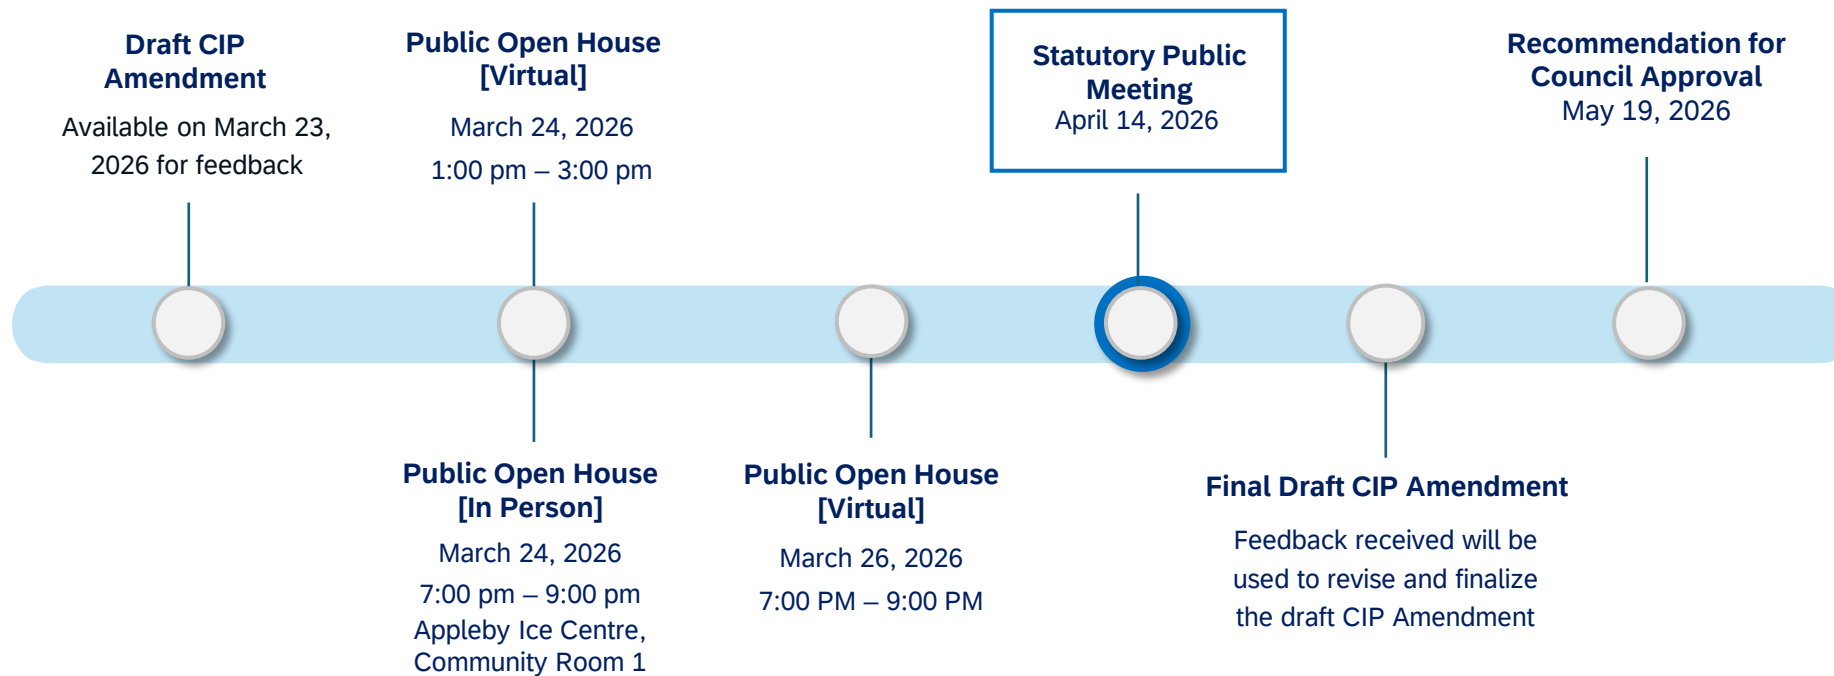 Draft CIP
Amendment
Available on March 23,
2026 for feedback
Public Open House
[Virtual]
March 24, 2026
1:00 pm – 3:00 pm
Statutory Public
Meeting
April 14, 2026
Recommendation for
Council Approval
May 19, 2026
Public Open House
[In Person]
March 24, 2026
7:00 pm – 9:00 pm
Appleby Ice Centre,
Community Room 1
Public Open House
[Virtual]
March 26, 2026
7:00 PM – 9:00 PM
Final Draft CIP Amendment
Feedback received will be
used to revise and finalize
the draft CIP Amendment